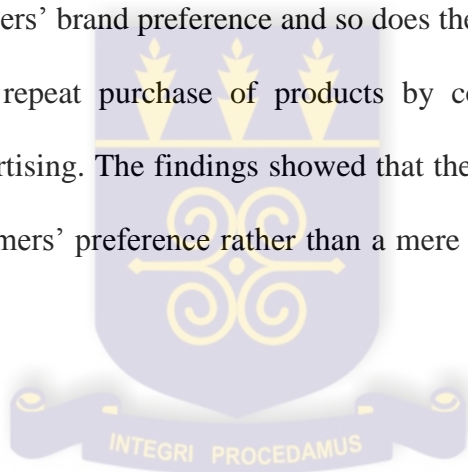 ers’ brand preference and so does the
repeat purchase of products by co
rtising. The findings showed that the
mers’ preference rather than a mere
INTEGRI PROCEDAMUS